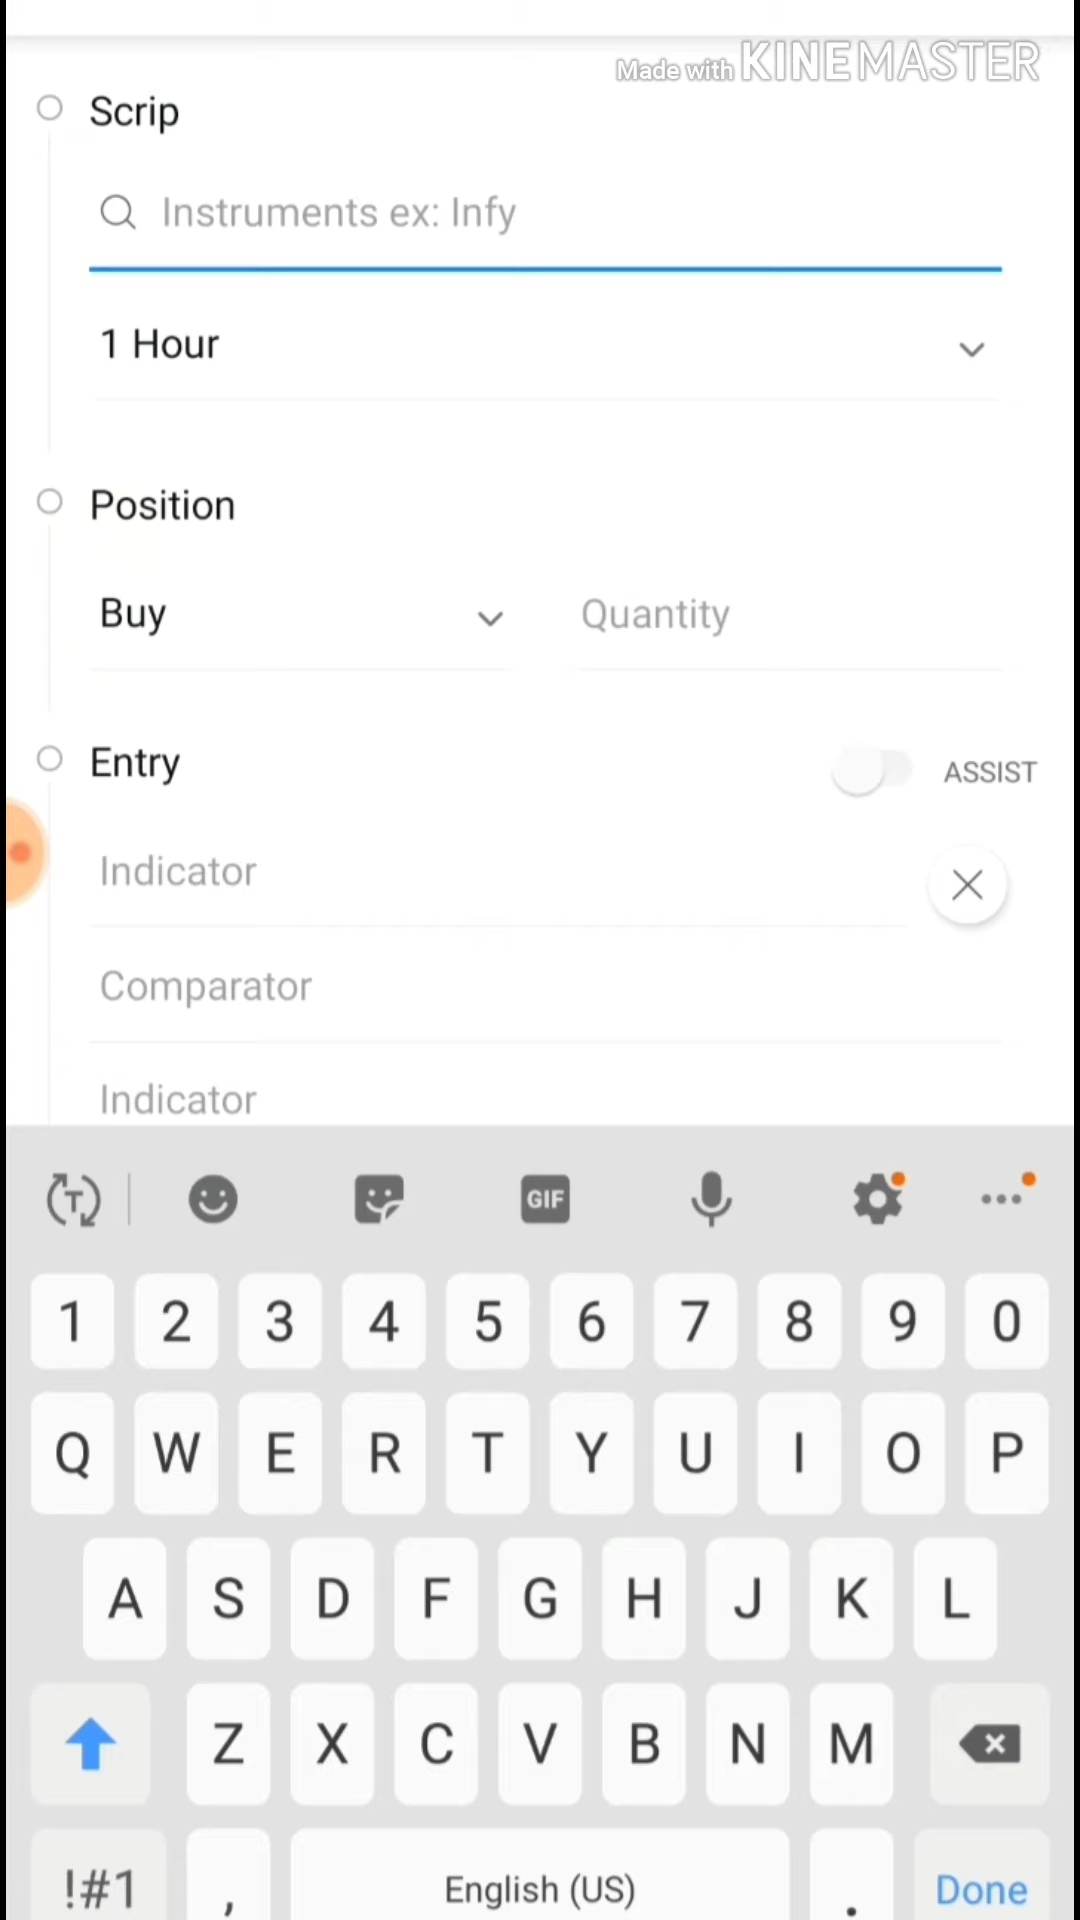 Made with KINEMASTER
Scrip
Instruments ex: Infy
1 Hour
Position
Buy
Quantity
Entry
ASSIST
Indicator
Comparator
Indicator
T
GIF
1 2 3 4 5 6 7 8 9 0
Q W E R T Y U I O P
A S D F G H J K L
Z X C V B N M
!#1 , English (US) . Done